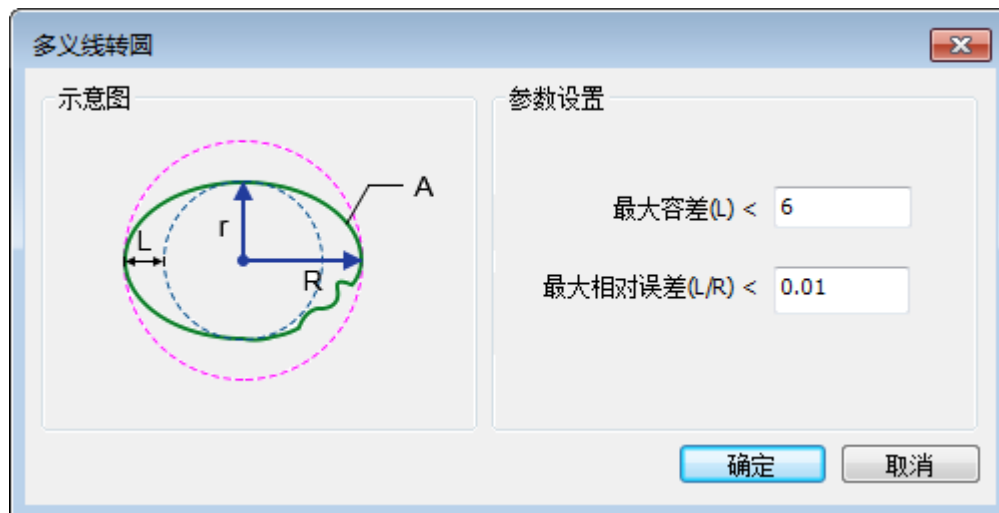 多义线转圆
示意图
A
r
L
R
参数设置
最大容差(L) < 6
最大相对误差(L/R) < 0.01
确定 取消